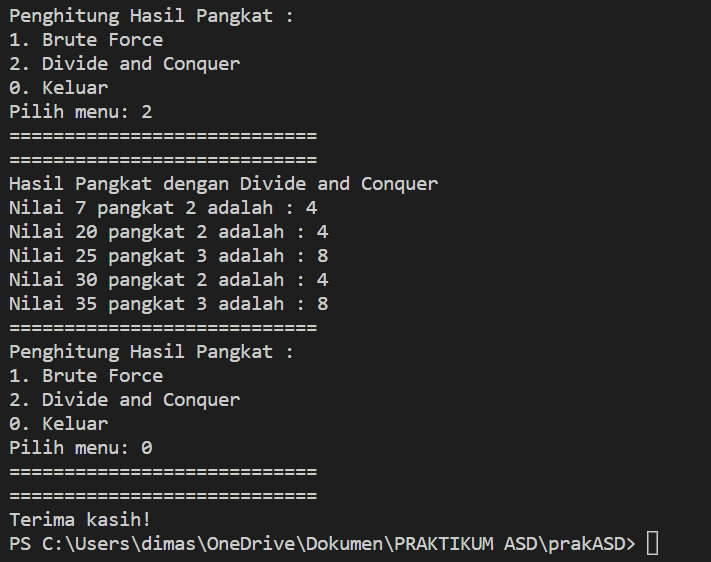 Penghitung Hasil Pangkat :
1. Brute Force
2. Divide and Conquer
0. Keluar
Pilih menu: 2
============================
============================
Hasil Pangkat dengan Divide and Conquer
Nilai 7 pangkat 2 adalah : 4
Nilai 20 pangkat 2 adalah : 4
Nilai 25 pangkat 3 adalah : 8
Nilai 30 pangkat 2 adalah : 4
Nilai 35 pangkat 3 adalah : 8
============================
Penghitung Hasil Pangkat :
1. Brute Force
2. Divide and Conquer
0. Keluar
Pilih menu: 0
============================
============================
Terima kasih!
PS C:\Users\dimas\OneDrive\Dokumen\PRAKTIKUM ASD\prakASD>